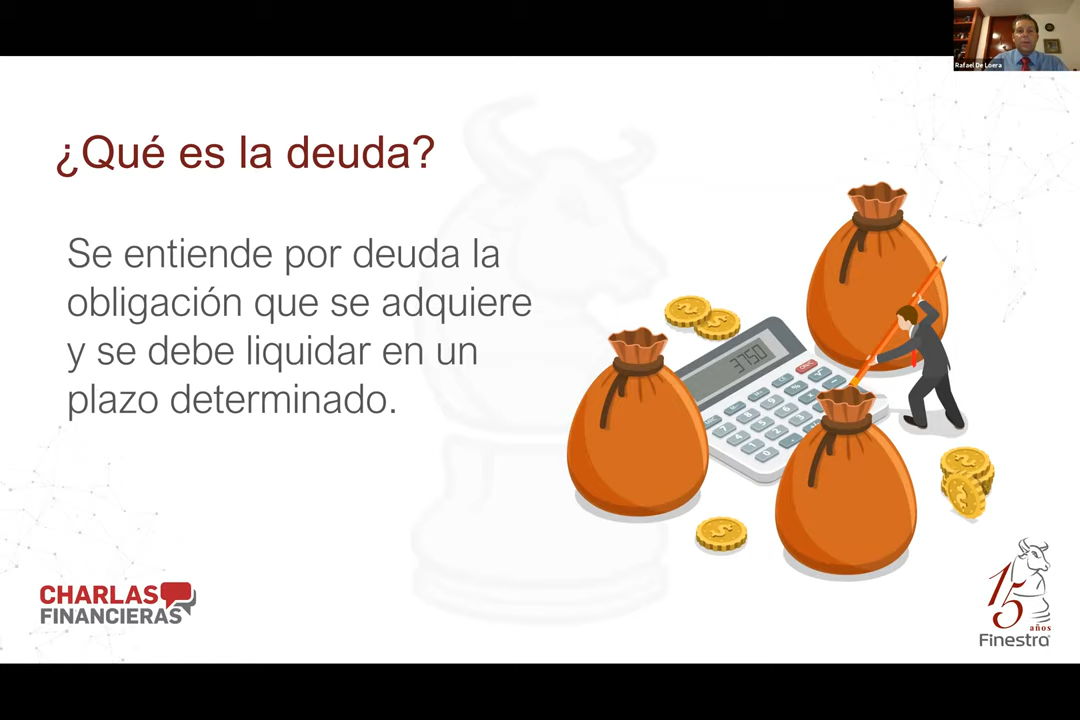 Rafael De Loera
¿Qué es la deuda?
Se entiende por deuda la
obligación que se adquiere
y se debe liquidar en un
plazo determinado.
3750
CHARLAS
FINANCIERAS
15
años
Finestra